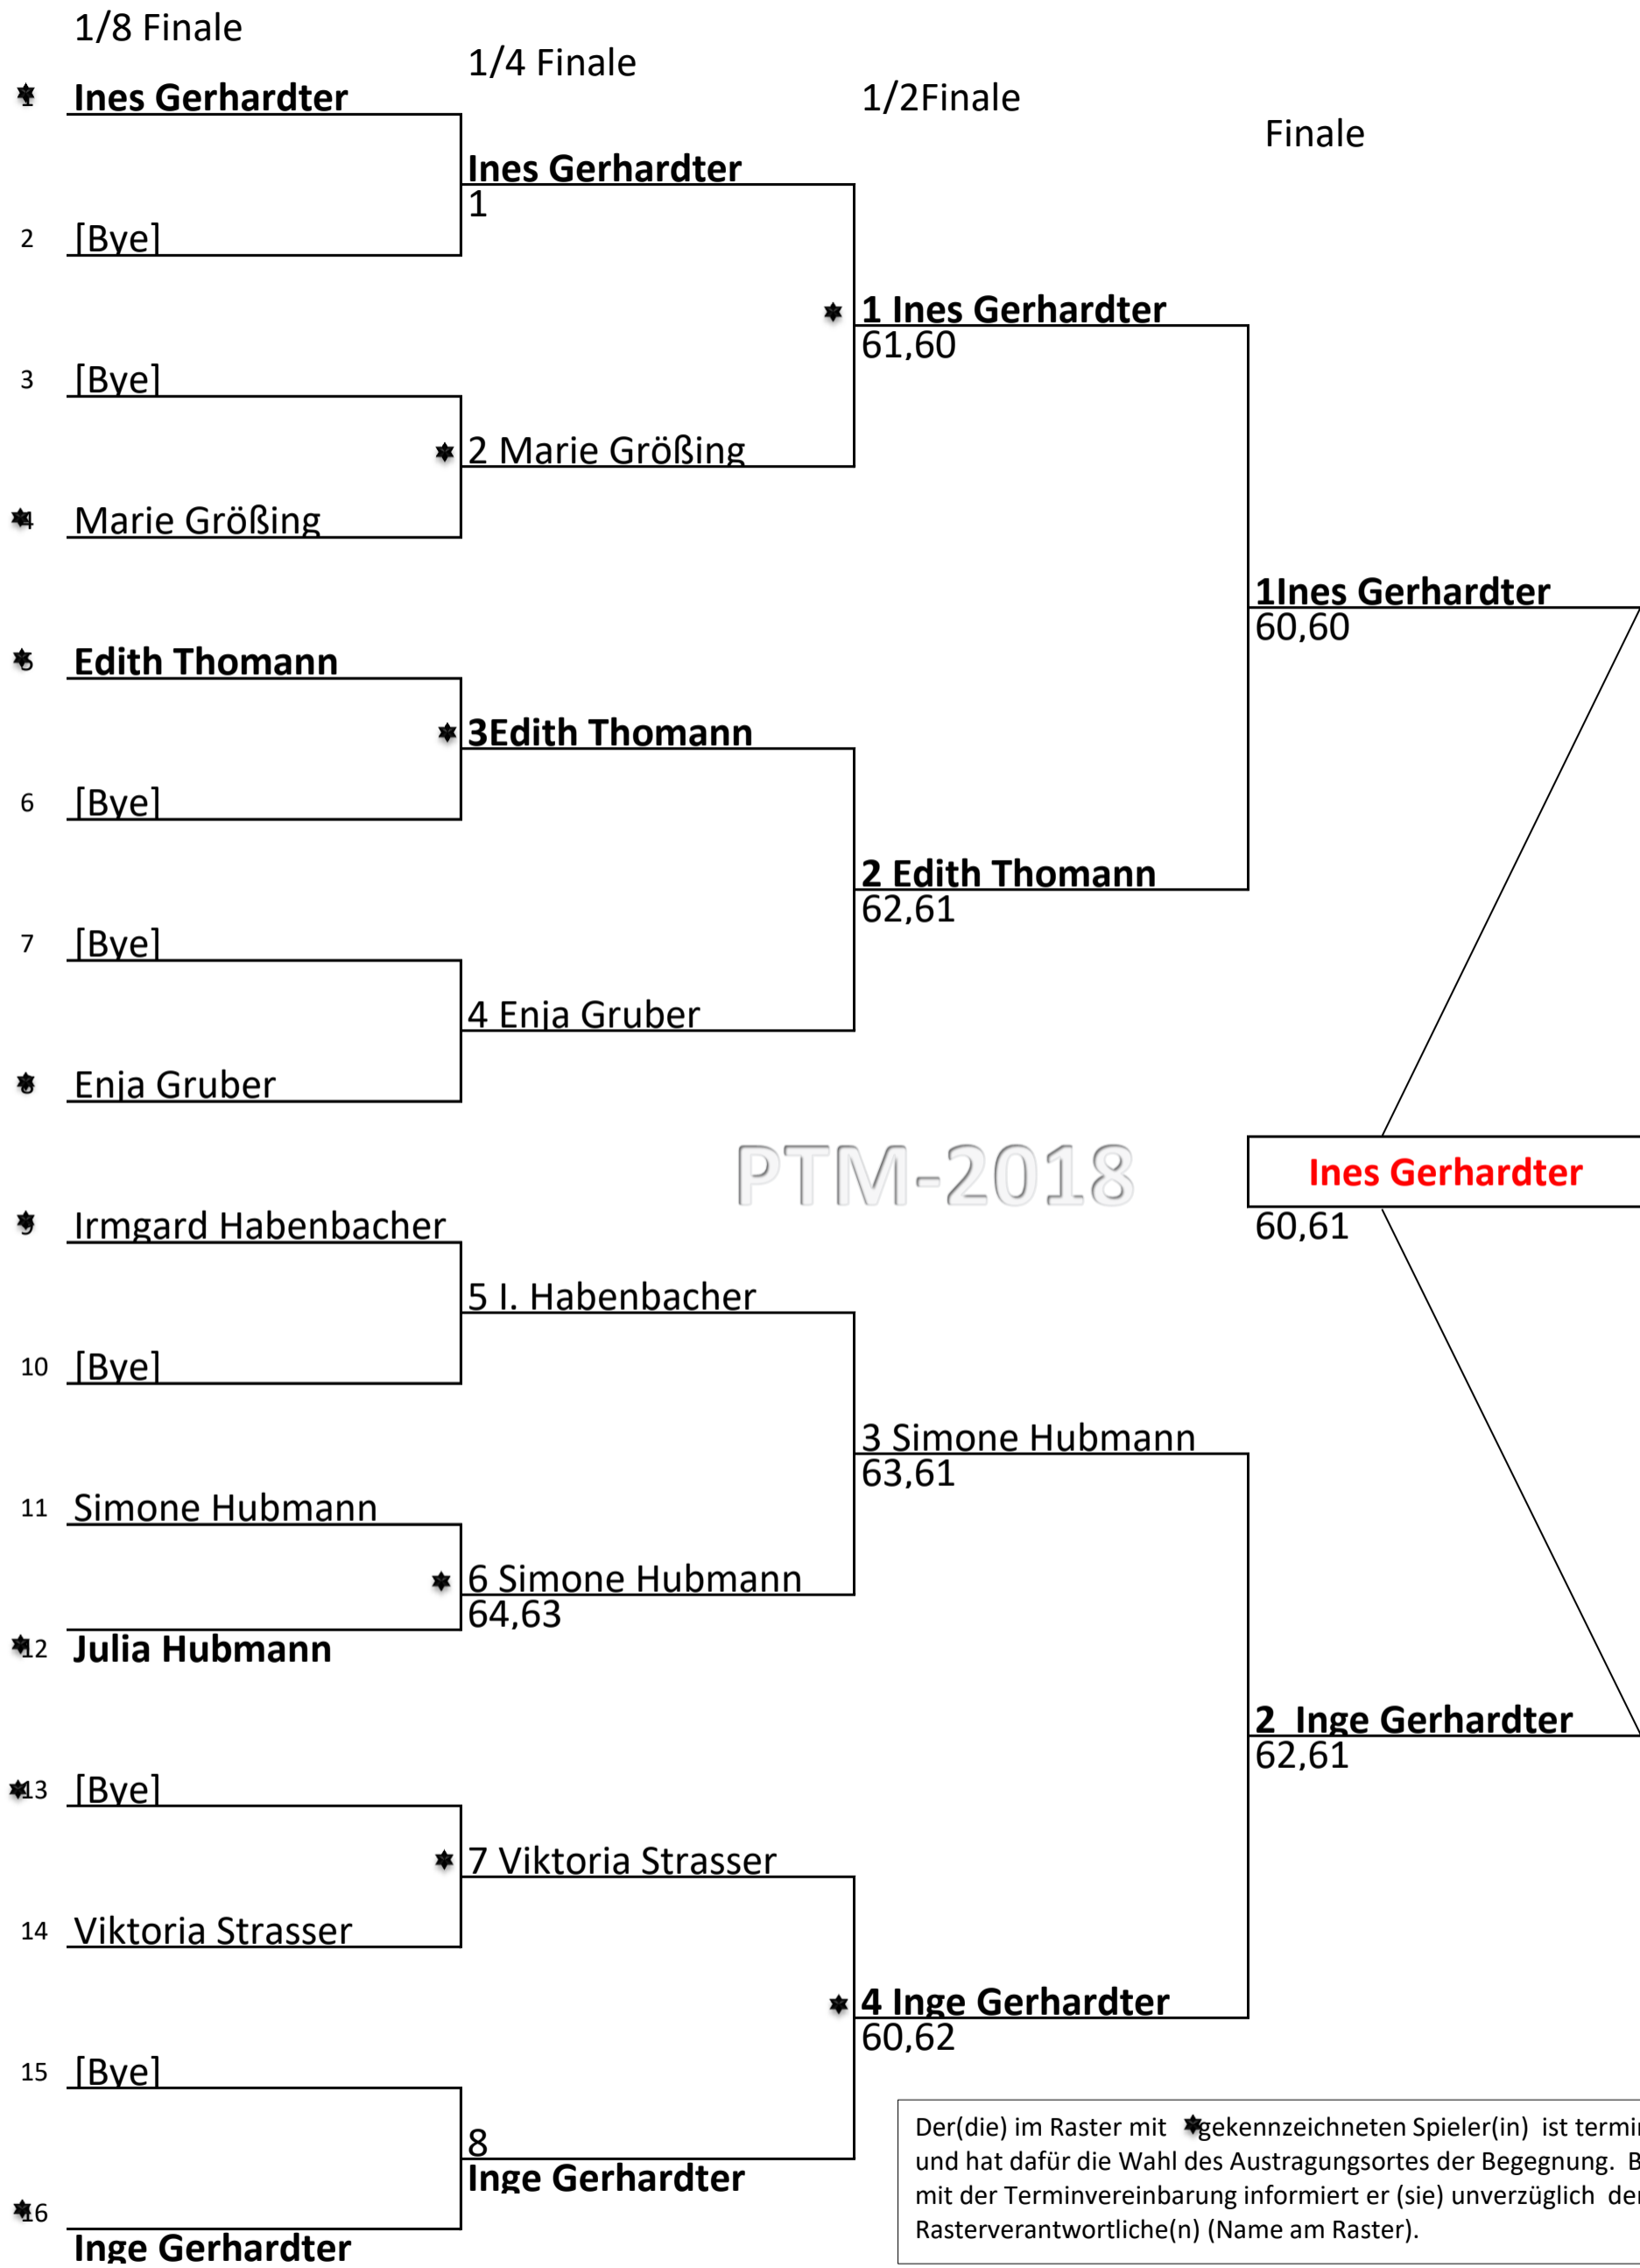 1/8 Finale
1/4 Finale
1/2Finale
Finale
1 Ines Gerhardter
Ines Gerhardter
1
2 [Bye]
1 Ines Gerhardter
61,60
3 [Bye]
2 Marie Größing
4 Marie Größing
1Ines Gerhardter
60,60
5 Edith Thomann
3Edith Thomann
6 [Bye]
2 Edith Thomann
62,61
7 [Bye]
4 Enja Gruber
8 Enja Gruber
PTM-2018
Ines Gerhardter
60,61
9 Irmgard Habenbacher
5 I. Habenbacher
10 [Bye]
3 Simone Hubmann
63,61
11 Simone Hubmann
6 Simone Hubmann
64,63
12 Julia Hubmann
2 Inge Gerhardter
62,61
13 [Bye]
7 Viktoria Strasser
14 Viktoria Strasser
4 Inge Gerhardter
60,62
15 [Bye]
8
Inge Gerhardter
16
Inge Gerhardter
Der(die) im Raster mit gekennzeichneten Spieler(in) ist
und hat dafür die Wahl des Austragungsortes der Begegnung.
mit der Terminvereinbarung informiert er (sie) unverzüglich
Rasterverantwortliche(n) (Name am Raster).